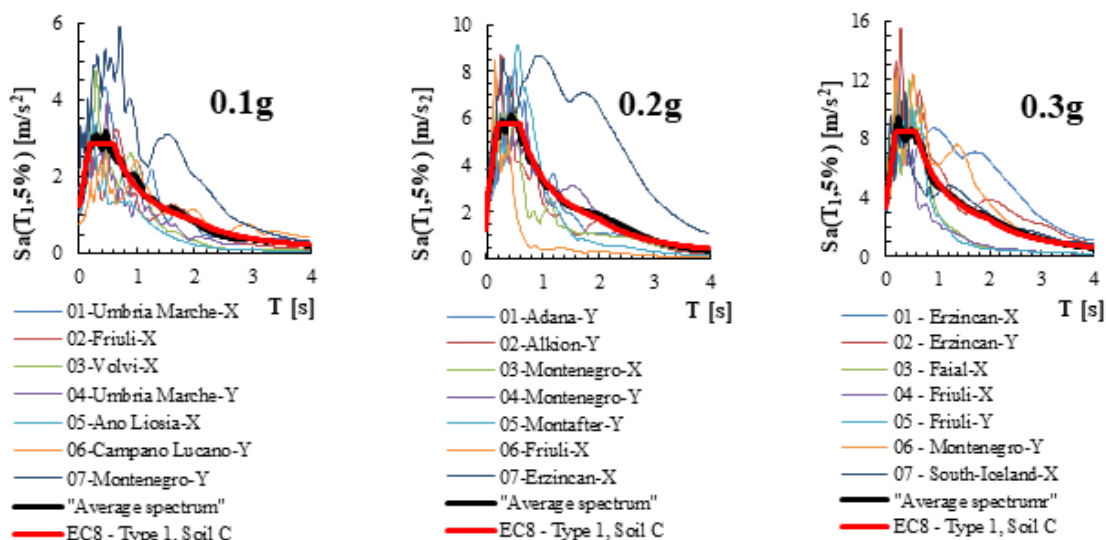 6
4
2
0
0 1 2 3 4
Sa(T1,5%) [m/s²]
0.1g
T [s]
01-Umbria Marche-X
02-Friuli-X
03-Volvi-X
04-Umbria Marche-Y
05-Ano Liosia-X
06-Campano Lucano-Y
07-Montenegro-Y
"Average spectrum"
EC8 - Type 1, Soil C
10
8
6
4
2
0
0 1 2 3 4
Sa(T1,5%) [m/s2]
0.2g
T [s]
01-Adana-Y
02-Alkion-Y
03-Montenegro-X
04-Montenegro-Y
05-Montafter-Y
06-Friuli-X
07-Erzincan-X
"Average spectrum"
EC8 - Type 1, Soil C
16
12
8
4
0
0 1 2 3 4
Sa(T1,5%) [m/s²]
0.3g
T [s]
01 - Erzincan-X
02 - Erzincan-Y
03 - Faial-X
04 - Friuli-X
05 - Friuli-Y
06 - Montenegro-Y
07 - South-Iceland-X
"Average spectrumr"
EC8 - Type 1, Soil C